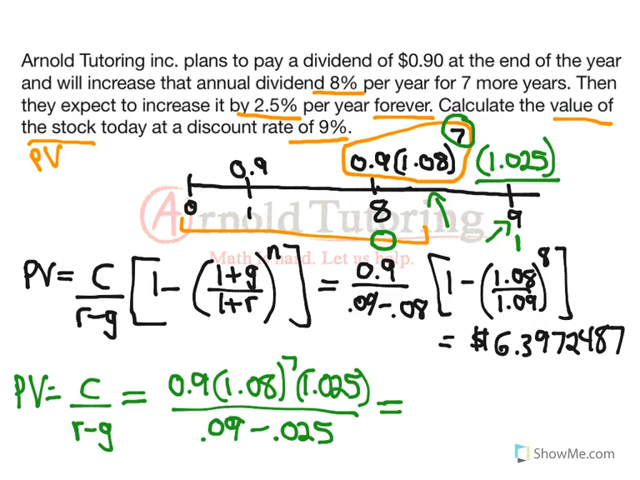 Arnold Tutoring inc. plans to pay a dividend of $0.90 at the end of the year
and will increase that annual dividend 8% per year for 7 more years. Then
they expect to increase it by 2.5% per year forever. Calculate the value of
the stock today at a discount rate of 9%.
PV
0.9 0.9(1.08)^7 (1.025)
0 1 8 9
1
Arnold Tutoring
Math is hard. Let us help.
PV = C/(r-g) [1 - ((1+g)/(1+r))^n] = 0.9/(.09-.08) [1 - (1.08/1.09)^8]
= $6.3972487
PV = C/(r-g) = 0.9(1.08)^7(1.025)/(.09-.025) =
ShowMe.com